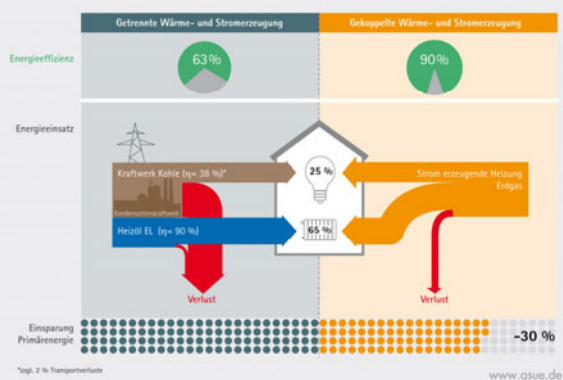 Getrennte Wärme- und Stromerzeugung
Gekoppelte Wärme- und Stromerzeugung
Energieeffizienz
63 %
90 %
Energieeinsatz
Kraftwerk Kohle (η= 38 %)*
25 %
Strom erzeugende Heizung
Erdgas
Kondensationskraftwerk
Heizöl EL (η= 90 %)
65 %
Verlust
Verlust
Einsparung
Primärenergie
-30 %
*zzgl. 2 % Transportverluste
www.asue.de